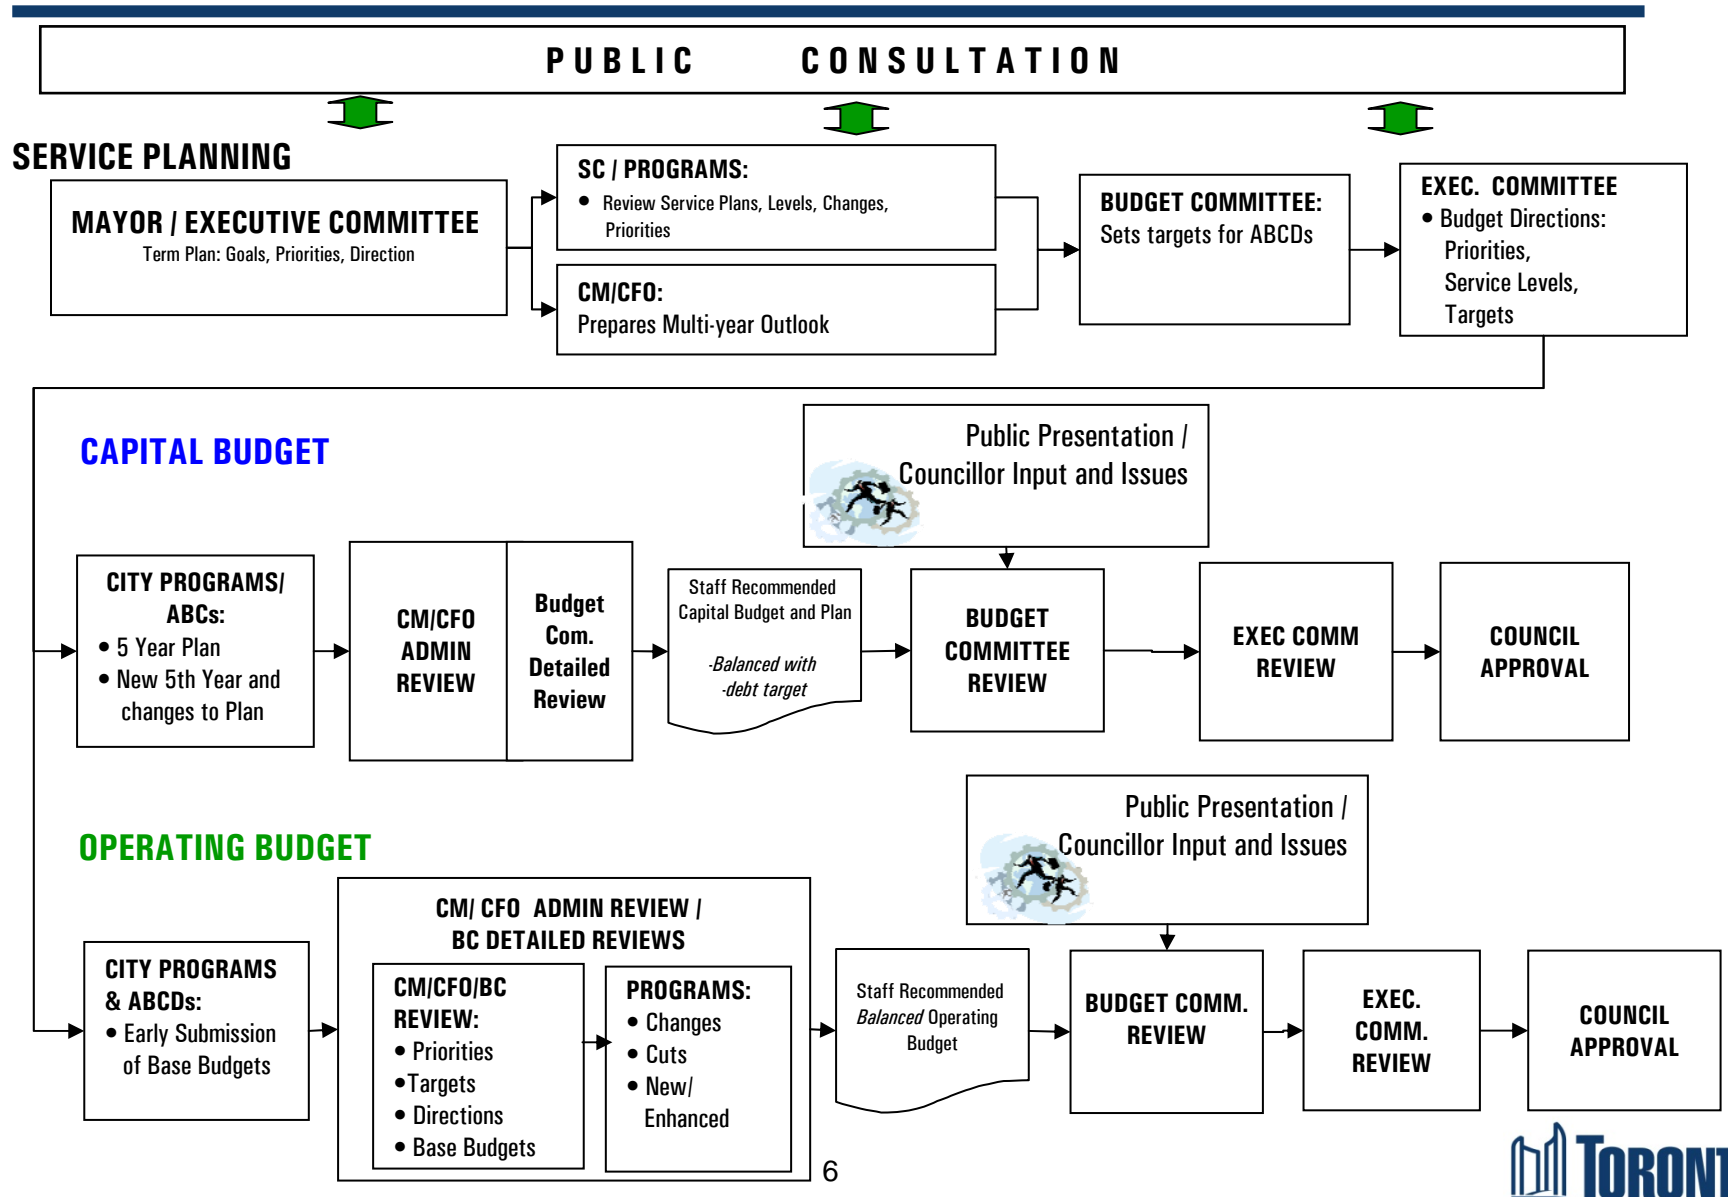 PUBLIC CONSULTATION
SERVICE PLANNING
MAYOR / EXECUTIVE COMMITTEE
Term Plan: Goals, Priorities, Direction
SC / PROGRAMS:
• Review Service Plans, Levels, Changes,
Priorities
CM/CFO:
Prepares Multi-year Outlook
BUDGET COMMITTEE:
Sets targets for ABCDs
EXEC. COMMITTEE
• Budget Directions:
Priorities,
Service Levels,
Targets
CAPITAL BUDGET
Public Presentation /
Councillor Input and Issues
CITY PROGRAMS/
ABCs:
• 5 Year Plan
• New 5th Year and
changes to Plan
CM/CFO
ADMIN
REVIEW
Budget
Com.
Detailed
Review
Staff Recommended
Capital Budget and Plan
-Balanced with
-debt target
BUDGET
COMMITTEE
REVIEW
EXEC COMM
REVIEW
COUNCIL
APPROVAL
OPERATING BUDGET
Public Presentation /
Councillor Input and Issues
CITY PROGRAMS
& ABCDs:
• Early Submission
of Base Budgets
CM/ CFO ADMIN REVIEW /
BC DETAILED REVIEWS
CM/CFO/BC
REVIEW:
• Priorities
•Targets
• Directions
• Base Budgets
PROGRAMS:
• Changes
• Cuts
• New/
Enhanced
Staff Recommended
Balanced Operating
Budget
BUDGET COMM.
REVIEW
EXEC.
COMM.
REVIEW
COUNCIL
APPROVAL
6
TORONT